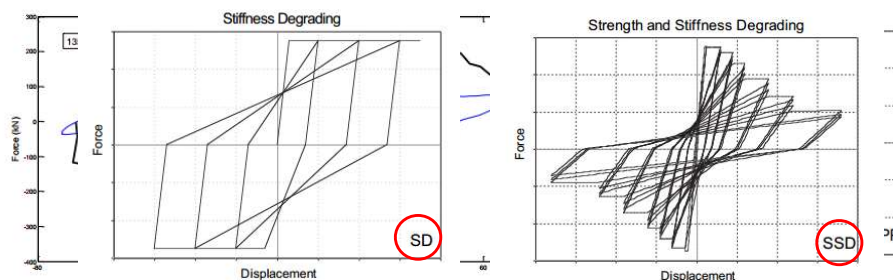 Stiffness Degrading
Strength and Stiffness Degrading
300
13
200
100
Force (kN)
0
-100
-200
-300
-400
-80
Force
SD
Displacement
60
Force
SSD
Displacement